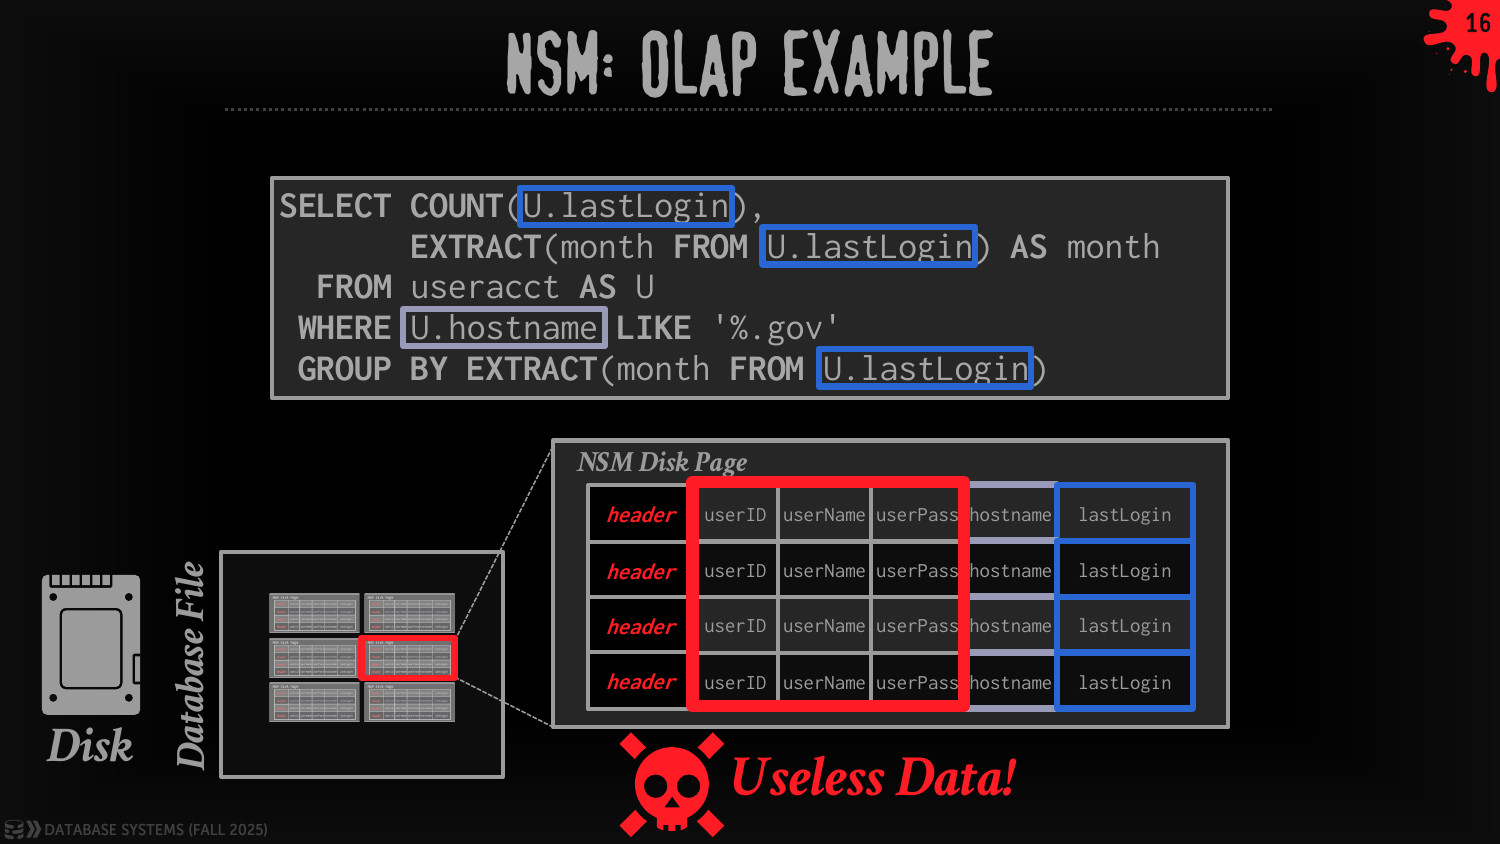 16
NSM: OLAP EXAMPLE
SELECT COUNT(U.lastLogin),
EXTRACT(month FROM U.lastLogin) AS month
FROM useracct AS U
WHERE U.hostname LIKE '%.gov'
GROUP BY EXTRACT(month FROM U.lastLogin)
NSM Disk Page
header userID userName userPass hostname lastLogin
header userID userName userPass hostname lastLogin
header userID userName userPass hostname lastLogin
header userID userName userPass hostname lastLogin
Database File
Disk
Useless Data!
DATABASE SYSTEMS (FALL 2025)